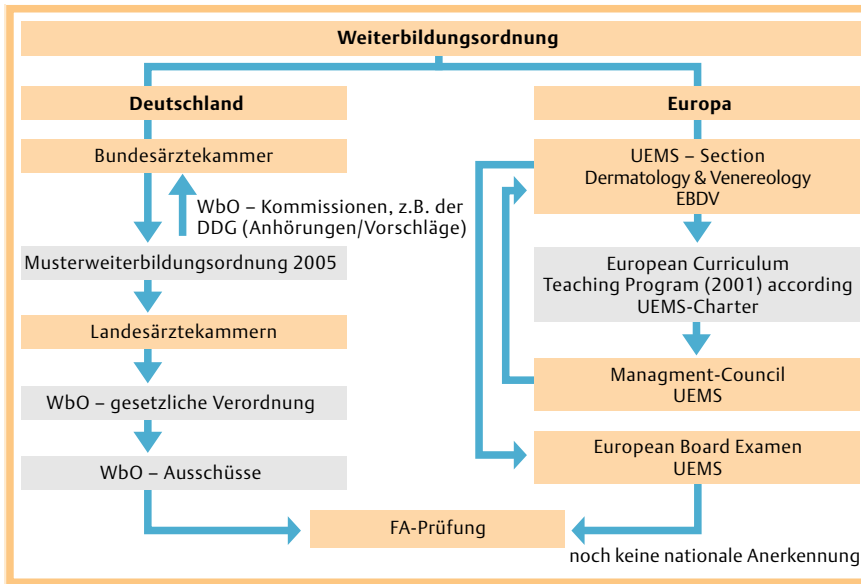 Weiterbildungsordnung
Deutschland
Bundesärztekammer
WbO – Kommissionen, z.B. der
DDG (Anhörungen/Vorschläge)
Musterweiterbildungsordnung 2005
Landesärztekammern
WbO – gesetzliche Verordnung
WbO – Ausschüsse
Europa
UEMS – Section
Dermatology & Venereology
EBDV
European Curriculum
Teaching Program (2001) according
UEMS-Charter
Managment-Council
UEMS
European Board Examen
UEMS
FA-Prüfung
noch keine nationale Anerkennung